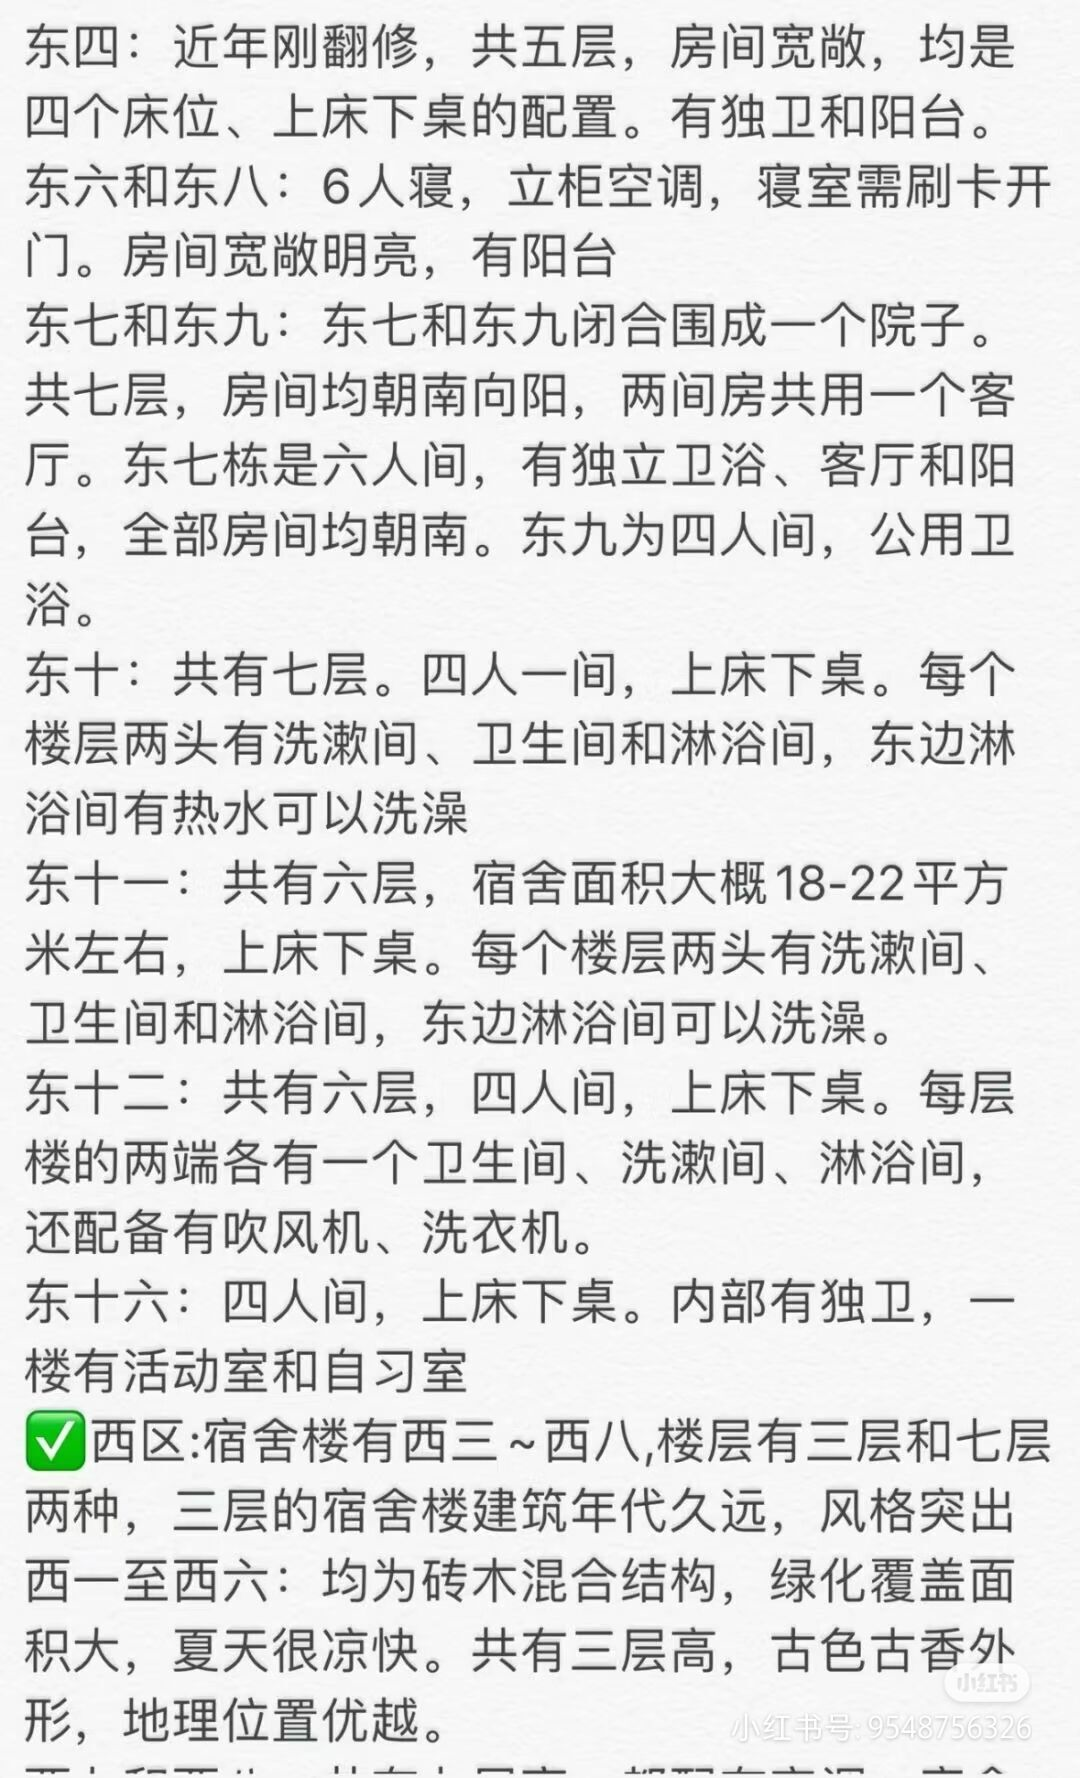 东四：近年刚翻修，共五层，房间宽敞，均是
四个床位、上床下桌的配置。有独卫和阳台。
东六和东八：6人寝，立柜空调，寝室需刷卡开
门。房间宽敞明亮，有阳台
东七和东九：东七和东九闭合围成一个院子。
共七层，房间均朝南向阳，两间房共用一个客
厅。东七栋是六人间，有独立卫浴、客厅和阳
台，全部房间均朝南。东九为四人间，公用卫
浴。
东十：共有七层。四人一间，上床下桌。每个
楼层两头有洗漱间、卫生间和淋浴间，东边淋
浴间有热水可以洗澡
东十一：共有六层，宿舍面积大概18-22平方
米左右，上床下桌。每个楼层两头有洗漱间、
卫生间和淋浴间，东边淋浴间可以洗澡。
东十二：共有六层，四人间，上床下桌。每层
楼的两端各有一个卫生间、洗漱间、淋浴间，
还配备有吹风机、洗衣机。
东十六：四人间，上床下桌。内部有独卫，一
楼有活动室和自习室
✅西区:宿舍楼有西三~西八,楼层有三层和七层
两种，三层的宿舍楼建筑年代久远，风格突出
西一至西六：均为砖木混合结构，绿化覆盖面
积大，夏天很凉快。共有三层高，古色古香外
形，地理位置优越。
小红书
小红书号: 9548756326